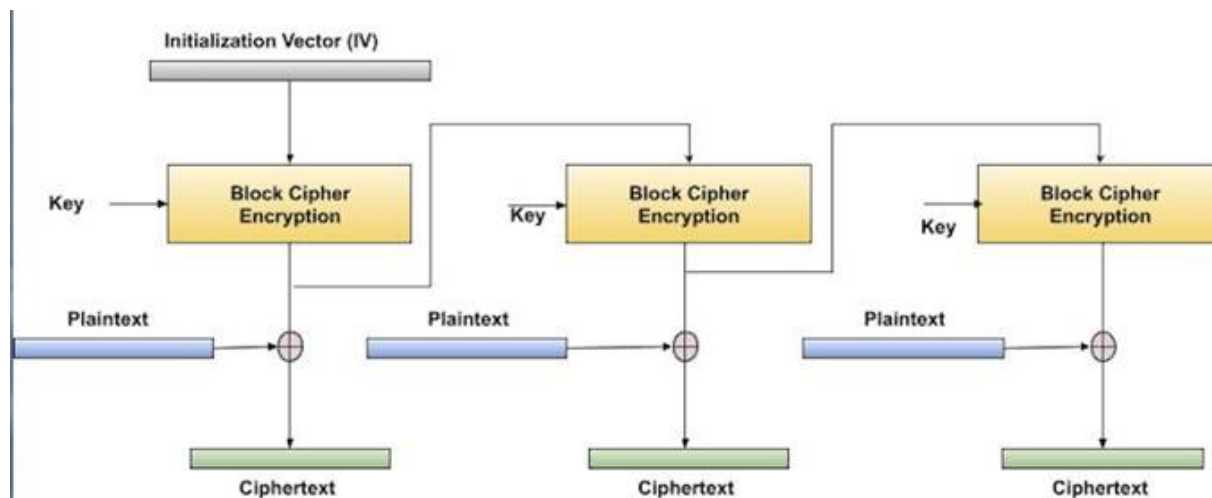 Initialization Vector (IV)
Key
Block Cipher
Encryption
Key
Block Cipher
Encryption
Key
Block Cipher
Encryption
Plaintext
Plaintext
Plaintext
Ciphertext
Ciphertext
Ciphertext